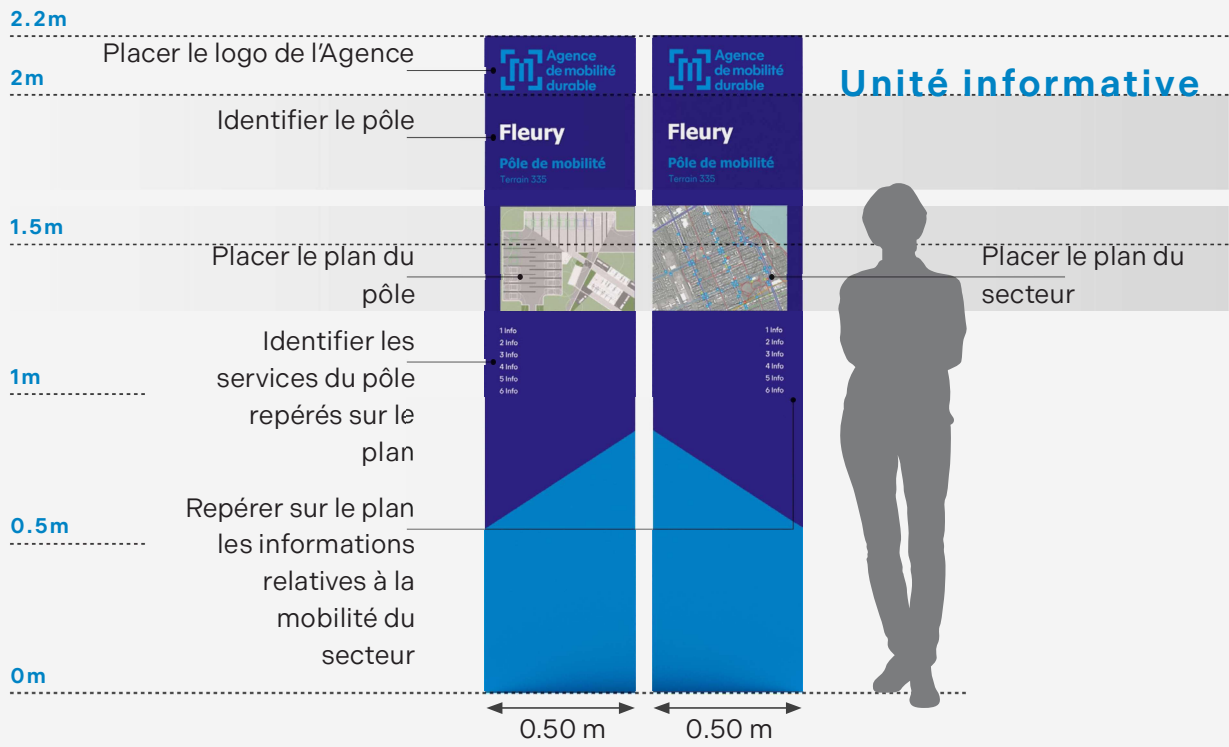 2.2m
Placer le logo de l'Agence
Agence
de mobilité
durable
Agence
de mobilité
durable
2m
Unité informative
Identifier le pôle
Fleury
Pôle de mobilité
Terrain 335
Fleury
Pôle de mobilité
Terrain 335
1.5m
Placer le plan du
pôle
Placer le plan du
secteur
Identifier les
services du pôle
repérés sur le
plan
1 Info
2 Info
3 Info
4 Info
5 Info
6 Info
1 Info
2 Info
3 Info
4 Info
5 Info
6 Info
1m
Repérer sur le plan
les informations
relatives à la
mobilité du
secteur
0.5m
0m
0.50 m
0.50 m